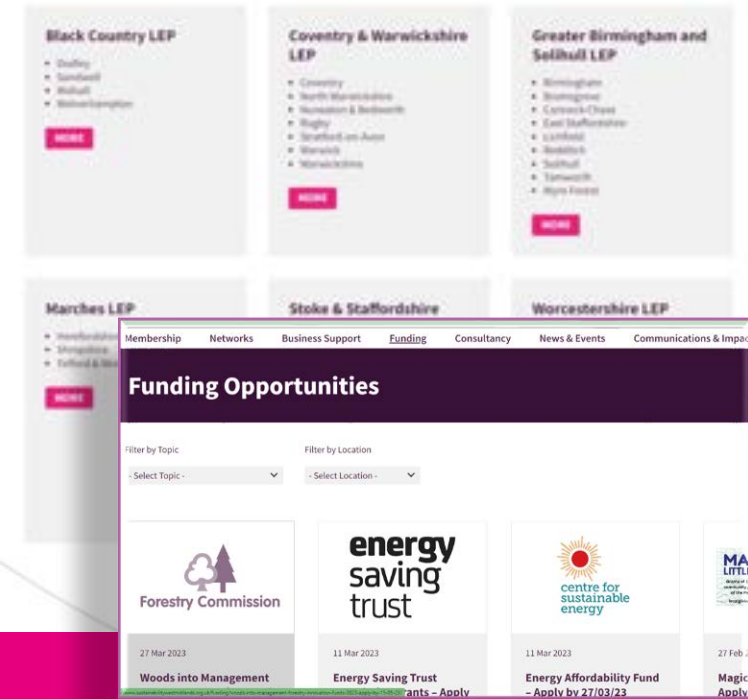 Black Country LEP
Dudley
Sandwell
Walsall
Wolverhampton
MORE
Coventry & Warwickshire
LEP
Coventry
North Warwickshire
Nuneaton & Bedworth
Rugby
Stratford-on-Avon
Warwick
Warwickshire
MORE
Greater Birmingham and
Solihull LEP
Birmingham
Bromsgrove
Cannock Chase
East Staffordshire
Lichfield
Redditch
Solihull
Tamworth
Wyre Forest
MORE
Marches LEP
Shropshire
MORE
Stoke & Staffordshire
Worcestershire LEP
Membership Networks Business Support Funding Consultancy News & Events Communications &
Funding Opportunities
Filter by Topic
Filter by Location
- Select Topic -
- Select Location -
Forestry Commission
27 Mar 2023
Woods into Management
energy
saving
trust
11 Mar 2023
Energy Saving Trust
– Apply
centre for
sustainable
energy
11 Mar 2023
Energy Affordability Fund
– Apply by 27/03/23
27 Feb